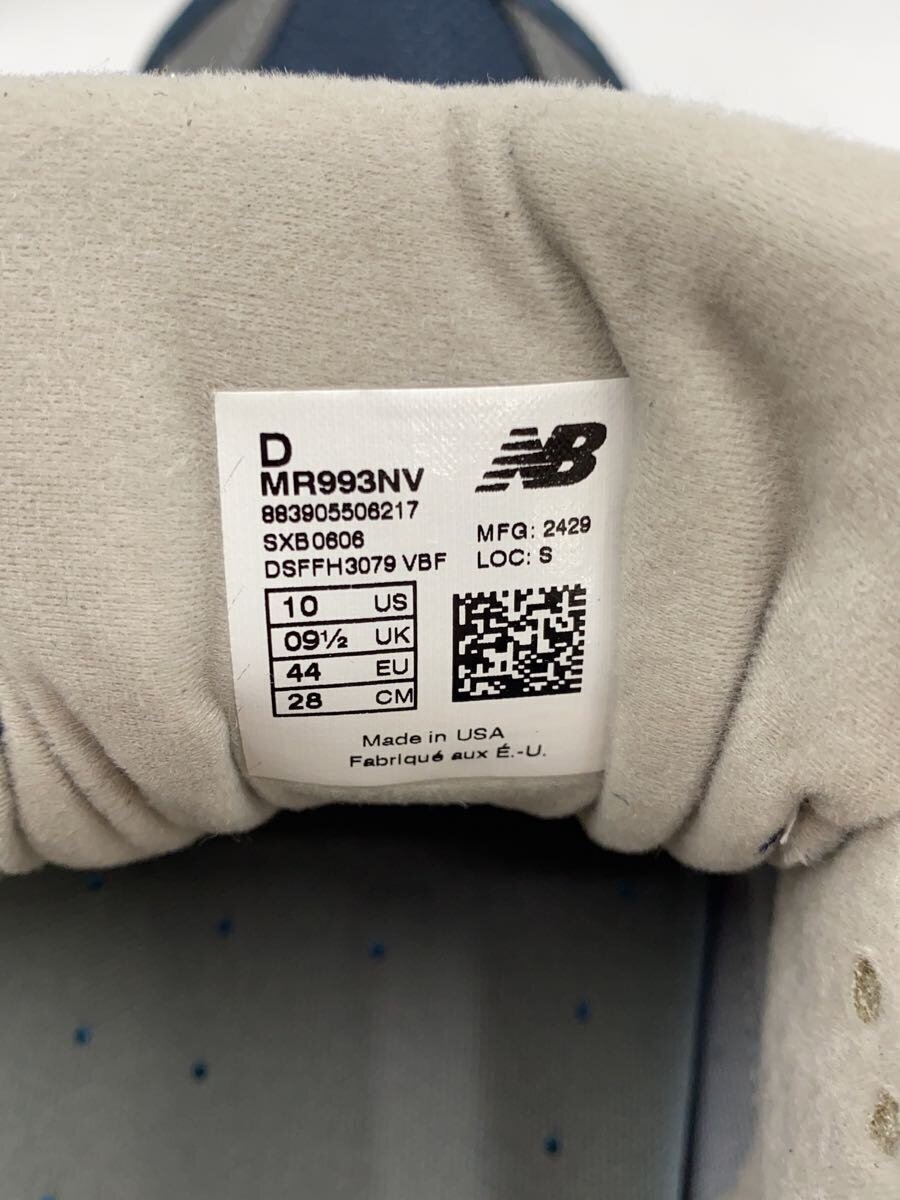 D
MR993NV
883905506217
SXB0606
DSFFH3079 VBF
NB
MFG: 2429
LOC: S
10 US
09½ UK
44 EU
28 CM
Made in USA
Fabriqué aux É.-U.